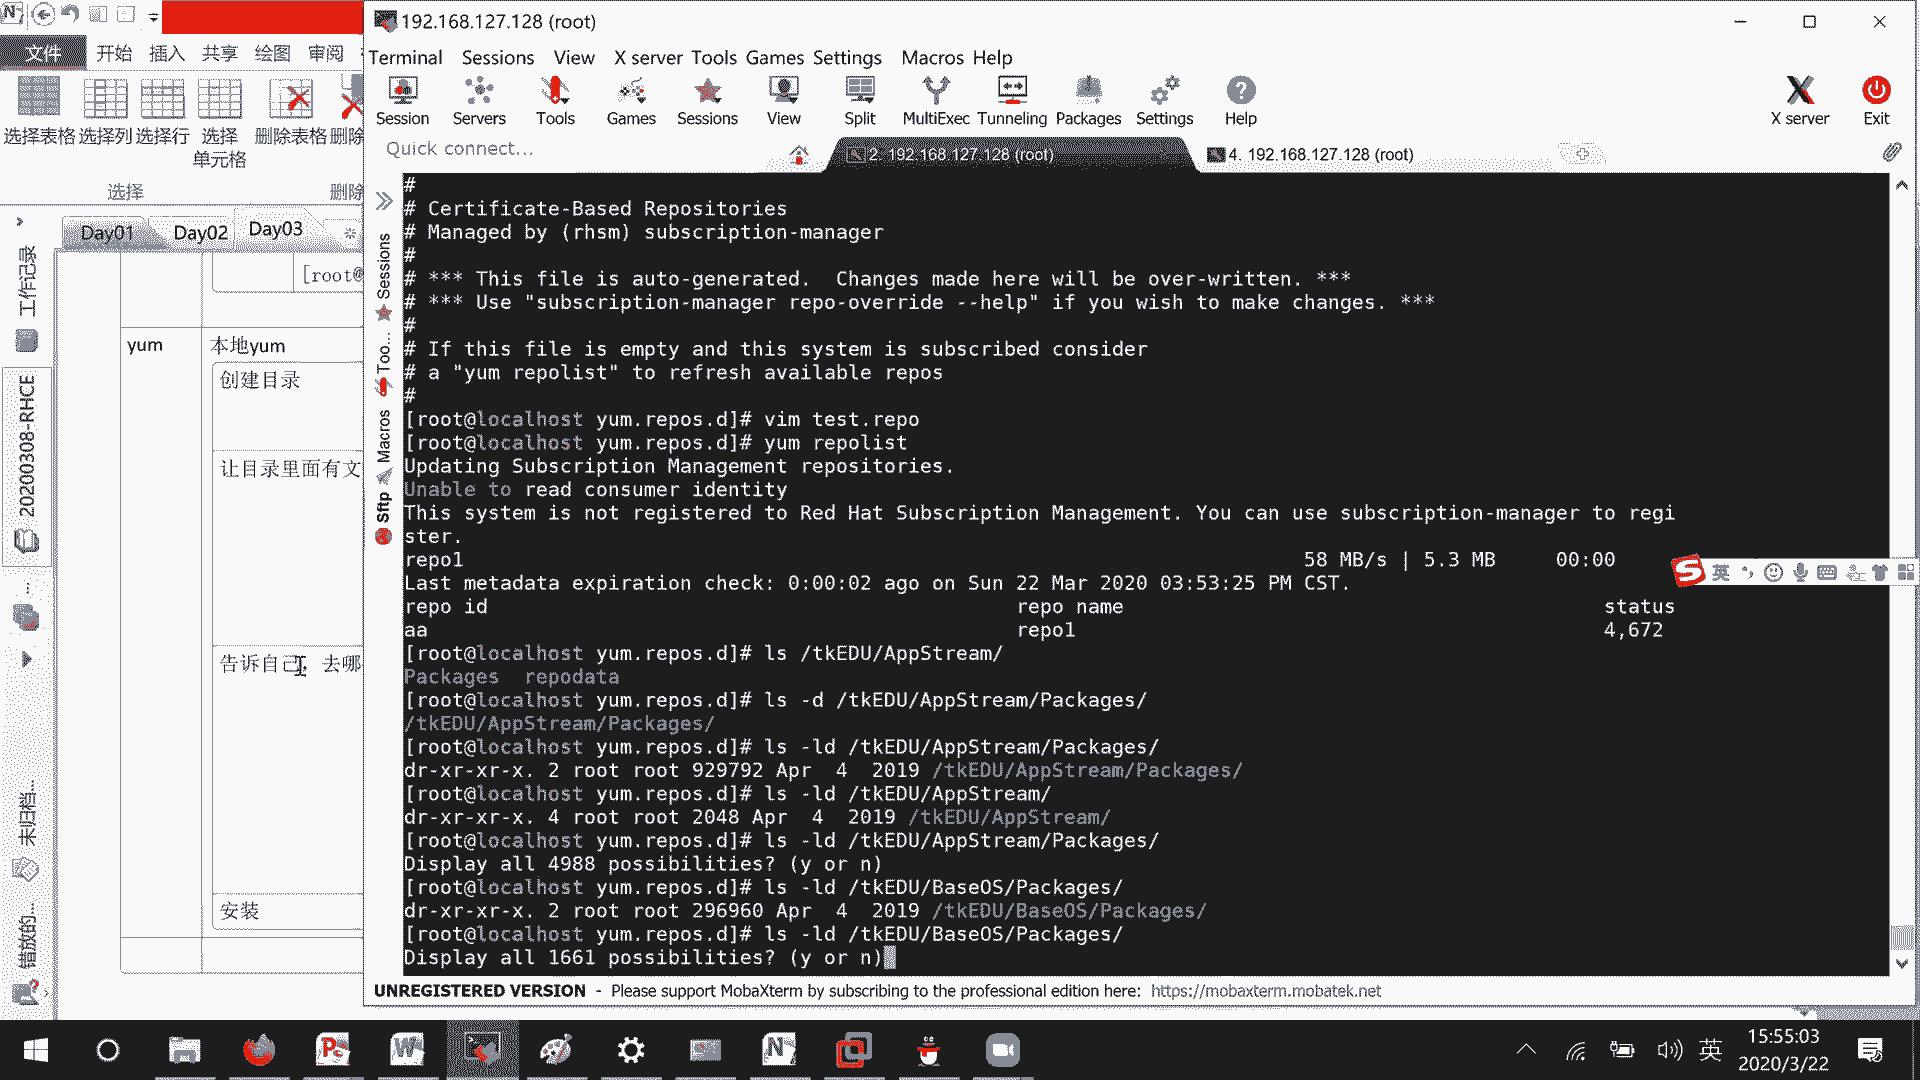 文件
开始 插入 共享 绘图 审阅
选择表格 选择列 选择行 选择
单元格
删除表格 删除
选择
删除
Day01 Day02 Day03
工作记录
20200308-RHCE
未归档...
错放的...
[root@
yum
本地yum
创建目录
让目录里面有文
告诉自己，去哪
安装
192.168.127.128 (root)
Terminal Sessions View X server Tools Games Settings Macros Help
Session Servers Tools Games Sessions View Split MultiExec Tunneling Packages Settings Help
X server Exit
Quick connect...
2. 192.168.127.128 (root)
4. 192.168.127.128 (root)
Sessions
Too...
Macros
Sftp
#
# Certificate-Based Repositories
# Managed by (rhsm) subscription-manager
#
# *** This file is auto-generated.  Changes made here will be over-written. ***
# *** Use "subscription-manager repo-override --help" if you wish to make changes. ***
#
# If this file is empty and this system is subscribed consider
# a "yum repolist" to refresh available repos
#
[root@localhost yum.repos.d]# vim test.repo
[root@localhost yum.repos.d]# yum repolist
Updating Subscription Management repositories.
Unable to read consumer identity
This system is not registered to Red Hat Subscription Management. You can use subscription-manager to regi
ster.
repo1 58 MB/s | 5.3 MB 00:00
Last metadata expiration check: 0:00:02 ago on Sun 22 Mar 2020 03:53:25 PM CST.
repo id repo name status
aa repo1 4,672
[root@localhost yum.repos.d]# ls /tkEDU/AppStream/
Packages repodata
[root@localhost yum.repos.d]# ls -d /tkEDU/AppStream/Packages/
/tkEDU/AppStream/Packages/
[root@localhost yum.repos.d]# ls -ld /tkEDU/AppStream/Packages/
dr-xr-xr-x. 2 root root 929792 Apr  4  2019 /tkEDU/AppStream/Packages/
[root@localhost yum.repos.d]# ls -ld /tkEDU/AppStream/
dr-xr-xr-x. 4 root root 2048 Apr  4  2019 /tkEDU/AppStream/
[root@localhost yum.repos.d]# ls -ld /tkEDU/AppStream/Packages/
Display all 4988 possibilities? (y or n)
[root@localhost yum.repos.d]# ls -ld /tkEDU/BaseOS/Packages/
dr-xr-xr-x. 2 root root 296960 Apr  4  2019 /tkEDU/BaseOS/Packages/
[root@localhost yum.repos.d]# ls -ld /tkEDU/BaseOS/Packages/
Display all 1661 possibilities? (y or n)
英
UNREGISTERED VERSION - Please support MobaXterm by subscribing to the professional edition here: https://mobaxterm.mobatek.net
英
15:55:03
2020/3/22